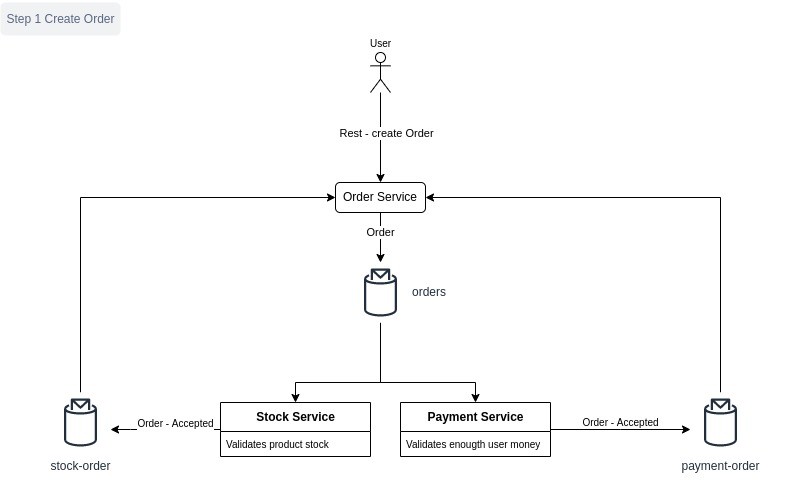 Step 1 Create Order
User
Rest - create Order
Order Service
Order
orders
Stock Service
Payment Service
Order - Accepted
Validates product stock
Validates enougth user money
Order - Accepted
stock-order
payment-order